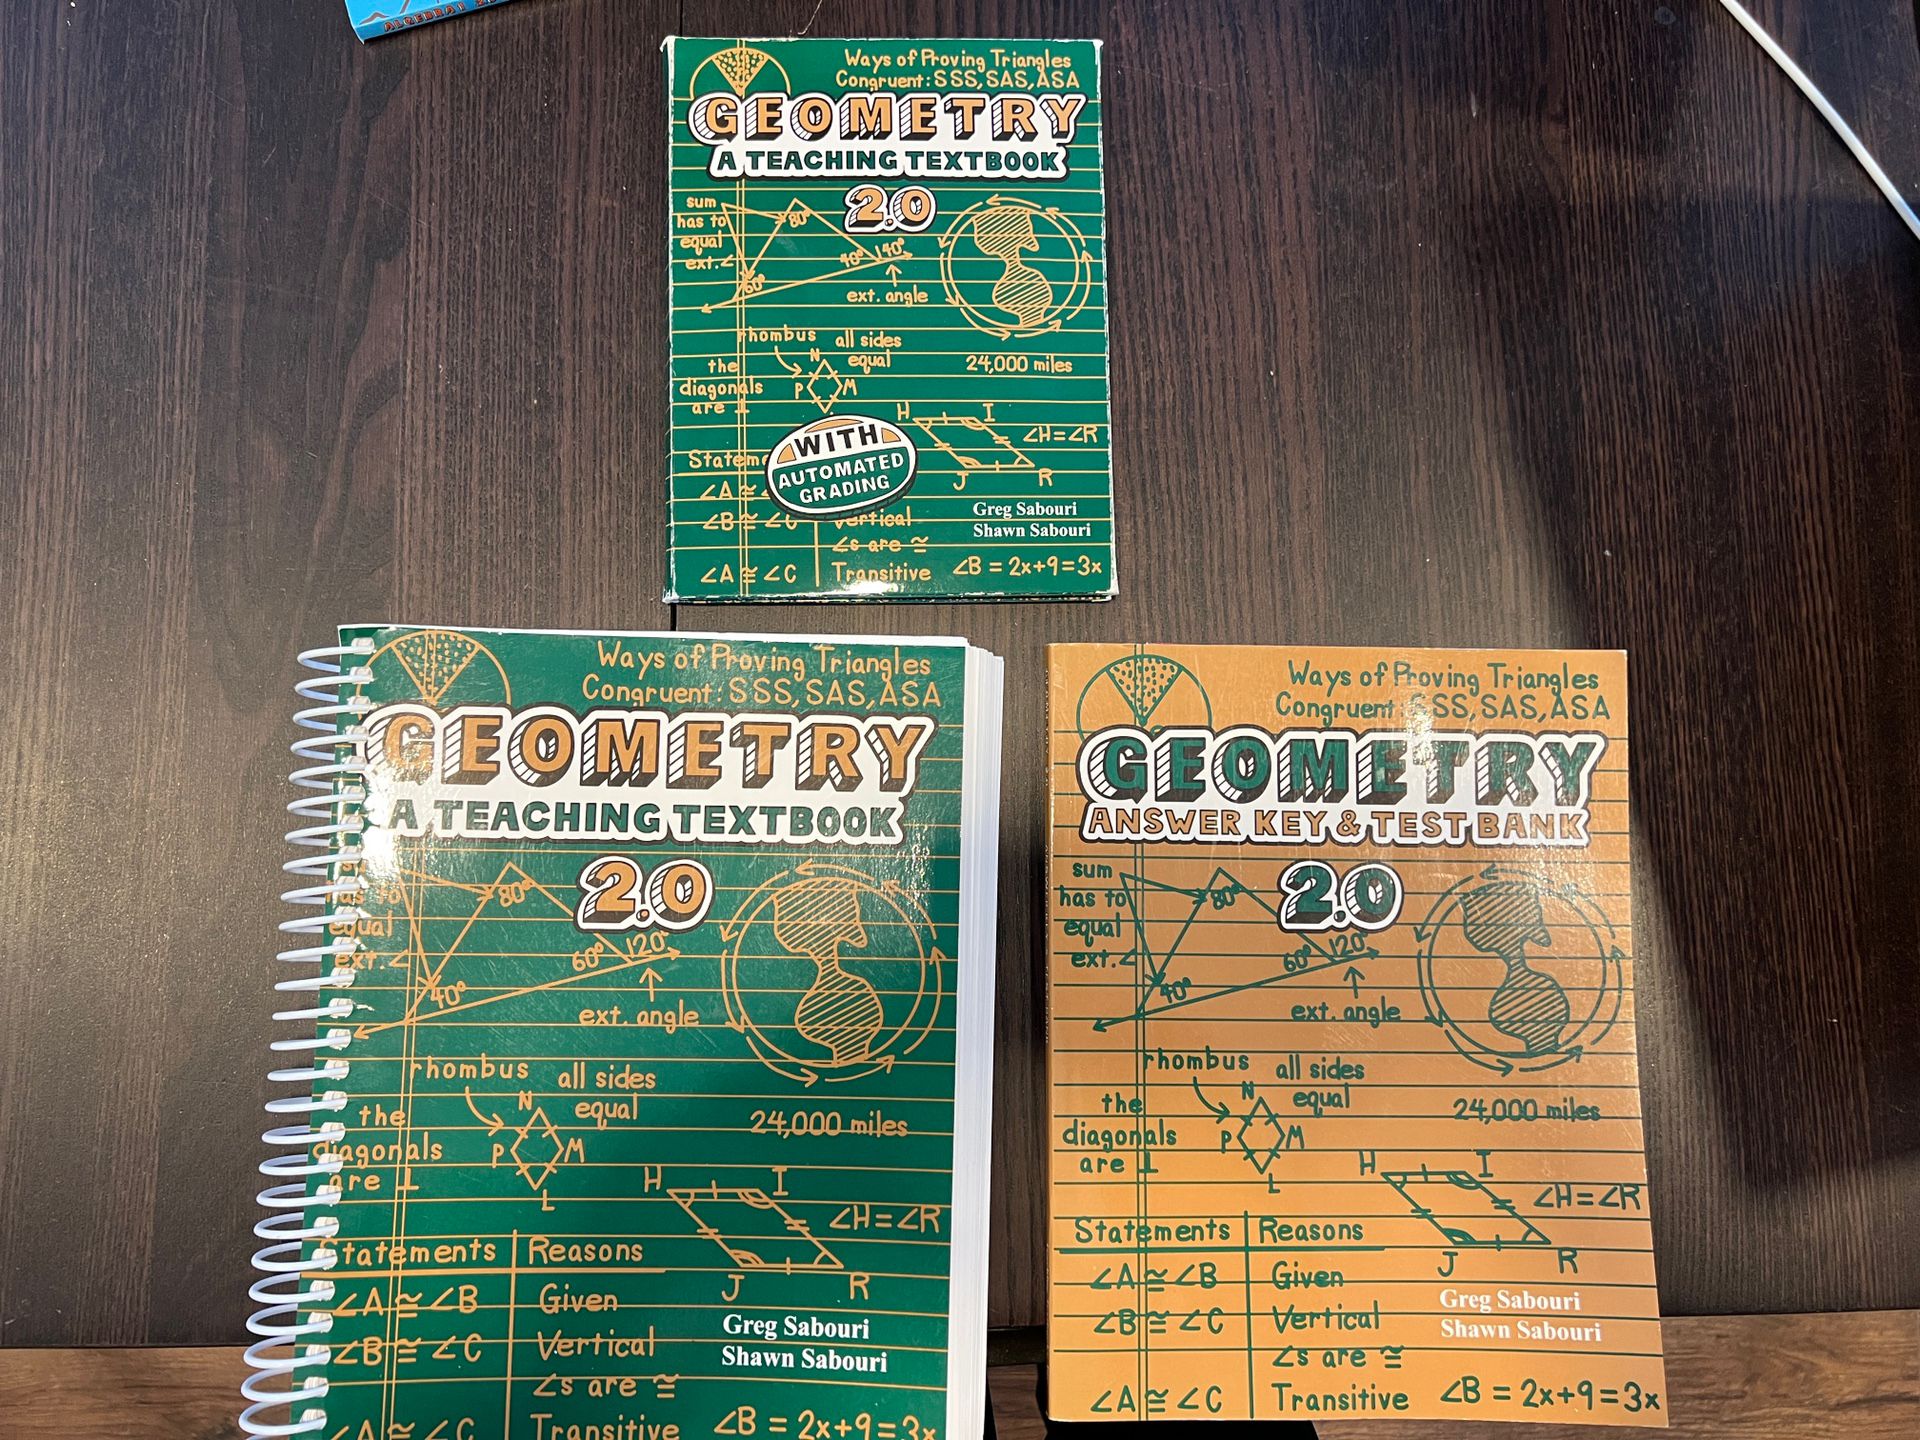 ALGEBRA 1
Ways of Proving Triangles
Congruent: SSS, SAS, ASA
GEOMETRY
A TEACHING TEXTBOOK
2.0
sum
has to
equal
ext. ∠
80°
60°
40°
140°
ext. angle
rhombus
all sides
equal
24,000 miles
the
diagonals
are ⊥
N
P
M
H
I
J
R
∠H=∠R
WITH
AUTOMATED
GRADING
Statem
∠A ≅ ∠
∠B ≅ ∠C
Vertical
∠s are ≅
∠A ≅ ∠C
Transitive
Greg Sabouri
Shawn Sabouri
∠B = 2x+9=3x
Ways of Proving Triangles
Congruent: SSS, SAS, ASA
GEOMETRY
A TEACHING TEXTBOOK
2.0
has to
equal
ext. ∠
80°
40°
60°
120°
ext. angle
rhombus
all sides
equal
24,000 miles
the
diagonals
are ⊥
N
P
M
L
H
I
J
R
∠H=∠R
Statements
Reasons
∠A ≅ ∠B
Given
∠B ≅ ∠C
Vertical
∠s are ≅
∠A ≅ ∠C
Transitive
Greg Sabouri
Shawn Sabouri
∠B = 2x+9=3x
Ways of Proving Triangles
Congruent: SSS, SAS, ASA
GEOMETRY
ANSWER KEY & TEST BANK
2.0
sum
has to
equal
ext. ∠
80°
40°
60°
120°
ext. angle
rhombus
all sides
equal
24,000 miles
the
diagonals
are ⊥
N
P
M
L
H
I
J
R
∠H=∠R
Statements
Reasons
∠A ≅ ∠B
Given
∠B ≅ ∠C
Vertical
∠s are ≅
∠A ≅ ∠C
Transitive
Greg Sabouri
Shawn Sabouri
∠B = 2x+9=3x